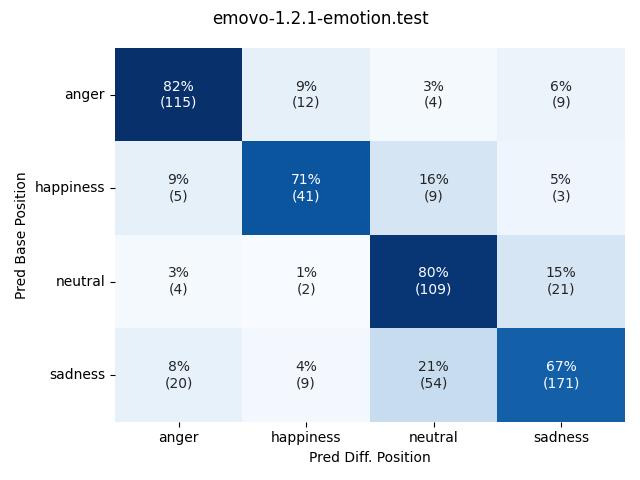 emovo-1.2.1-emotion.test
anger
82%
(115)
9%
(12)
3%
(4)
6%
(9)
happiness
9%
(5)
71%
(41)
16%
(9)
5%
(3)
neutral
3%
(4)
1%
(2)
80%
(109)
15%
(21)
sadness
8%
(20)
4%
(9)
21%
(54)
67%
(171)
Pred Base Position
anger
happiness
neutral
sadness
Pred Diff. Position